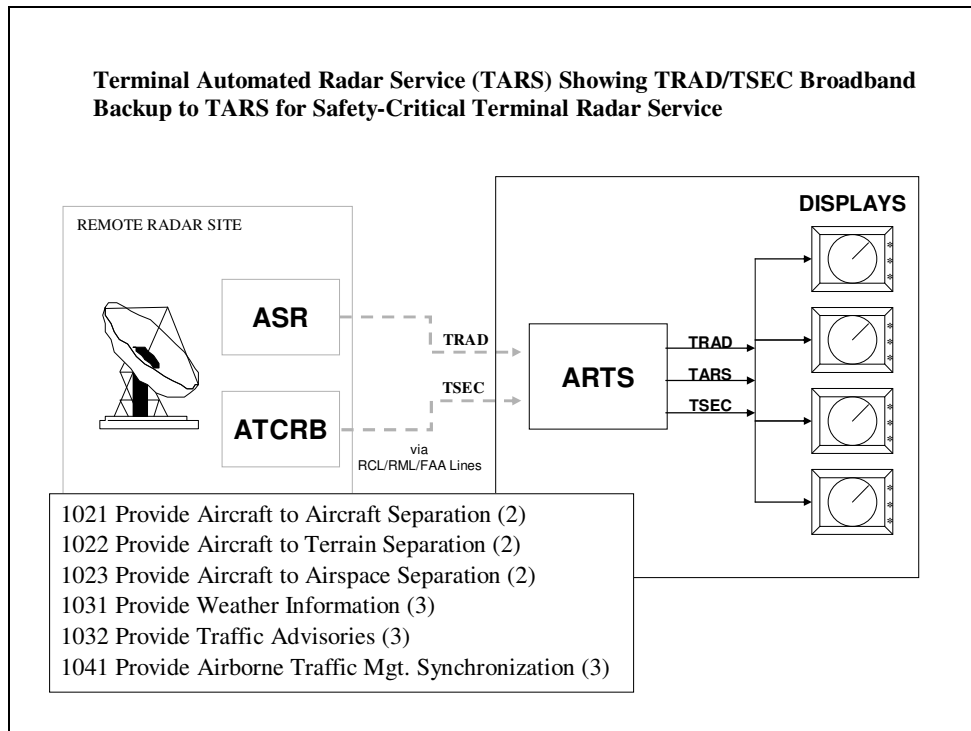 Terminal Automated Radar Service (TARS) Showing TRAD/TSEC Broadband
Backup to TARS for Safety-Critical Terminal Radar Service
REMOTE RADAR SITE
ASR
ATCRB
TRAD
TSEC
via
RCL/RML/FAA Lines
ARTS
TRAD
TARS
TSEC
DISPLAYS
1021 Provide Aircraft to Aircraft Separation (2)
1022 Provide Aircraft to Terrain Separation (2)
1023 Provide Aircraft to Airspace Separation (2)
1031 Provide Weather Information (3)
1032 Provide Traffic Advisories (3)
1041 Provide Airborne Traffic Mgt. Synchronization (3)